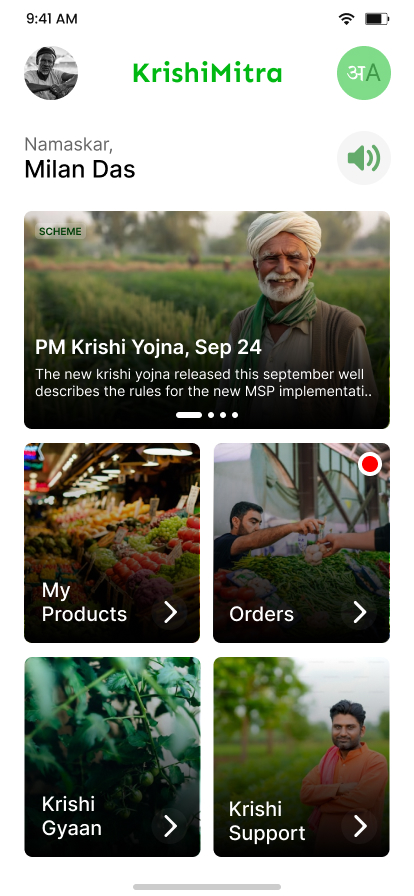 9:41 AM
KrishiMitra
अA
Namaskar,
Milan Das
SCHEME
PM Krishi Yojna, Sep 24
The new krishi yojna released this september well
describes the rules for the new MSP implementati..
My
Products
Orders
Krishi
Gyaan
Krishi
Support